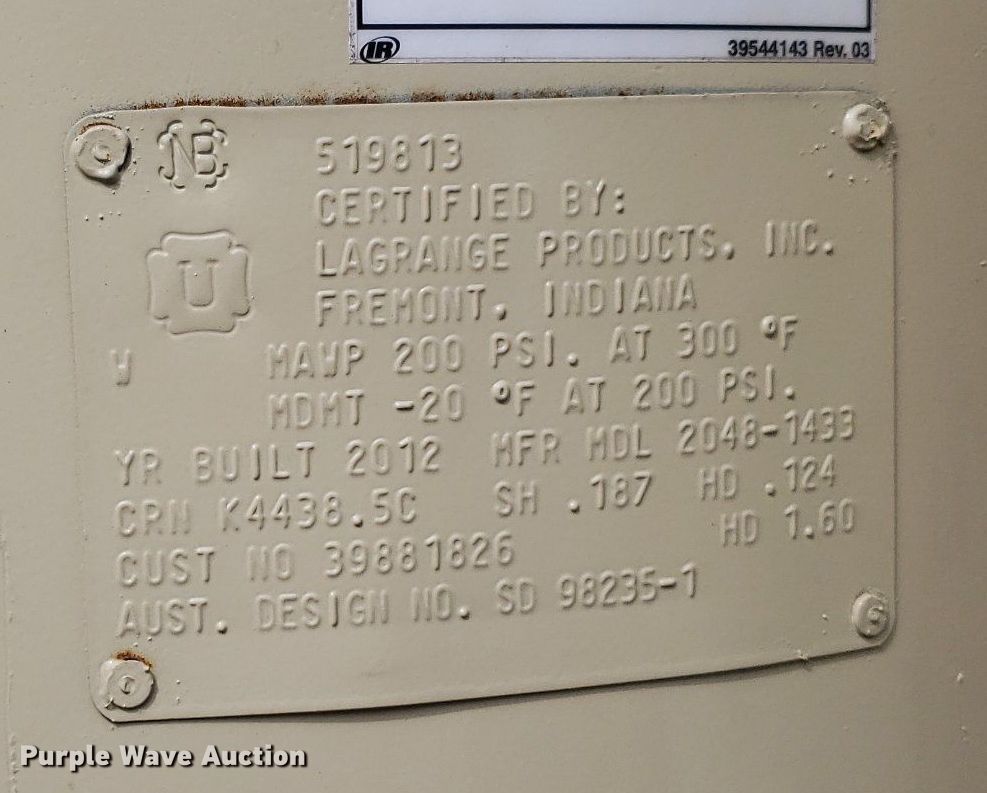 IR
39544143 Rev. 03
NB 519813
CERTIFIED BY:
LAGRANGE PRODUCTS, INC.
U
FREMONT, INDIANA
W MAWP 200 PSI. AT 300 °F
MDMT -20 °F AT 200 PSI.
YR BUILT 2012 MFR MDL 2048-1433
CRN K4438.5C SH .187 HD .124
HD 1.60
CUST NO 39881826
AUST. DESIGN NO. SD 98235-1
Purple Wave Auction